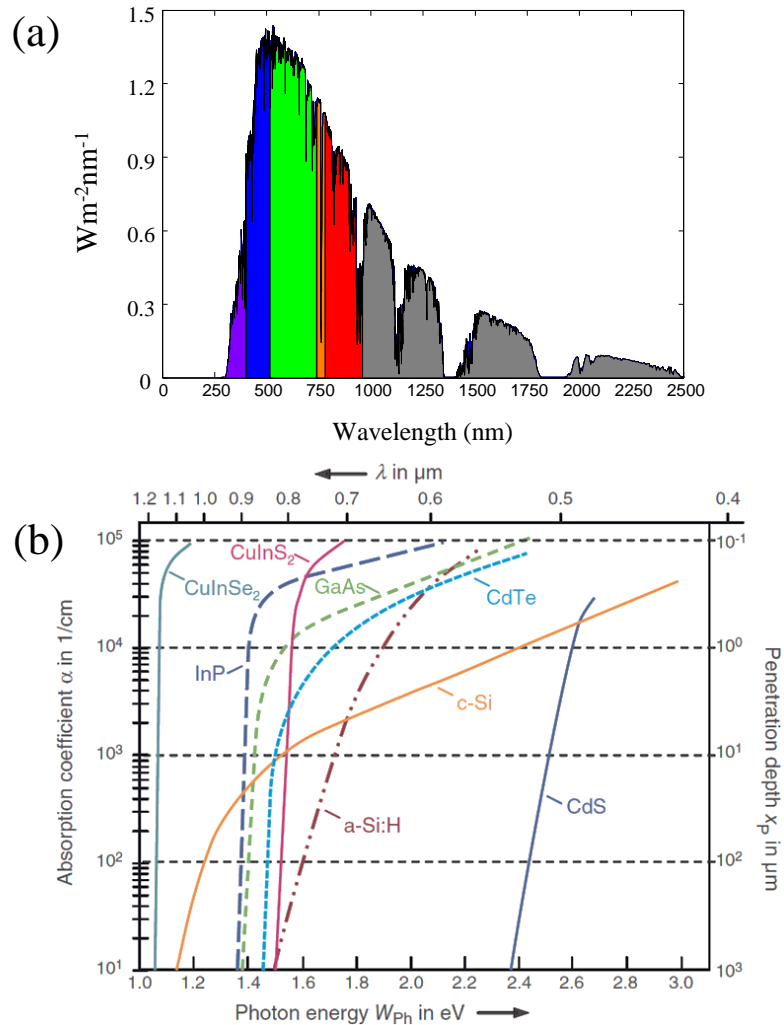 (a)
1.5
1.2
0.9
0.6
0.3
0
Wm⁻²nm⁻¹
0 250 500 750 1000 1250 1500 1750 2000 2250 2500
Wavelength (nm)
(b)
λ in µm
1.2 1.1 1.0 0.9 0.8 0.7 0.6 0.5 0.4
10⁵
10⁴
10³
10²
10¹
Absorption coefficient α in 1/cm
CuInS₂
CuInSe₂
GaAs
CdTe
InP
c-Si
a-Si:H
CdS
10⁻¹
10⁰
10¹
10²
10³
Penetration depth xₚ in µm
1.0 1.2 1.4 1.6 1.8 2.0 2.2 2.4 2.6 2.8 3.0
Photon energy W_Ph in eV